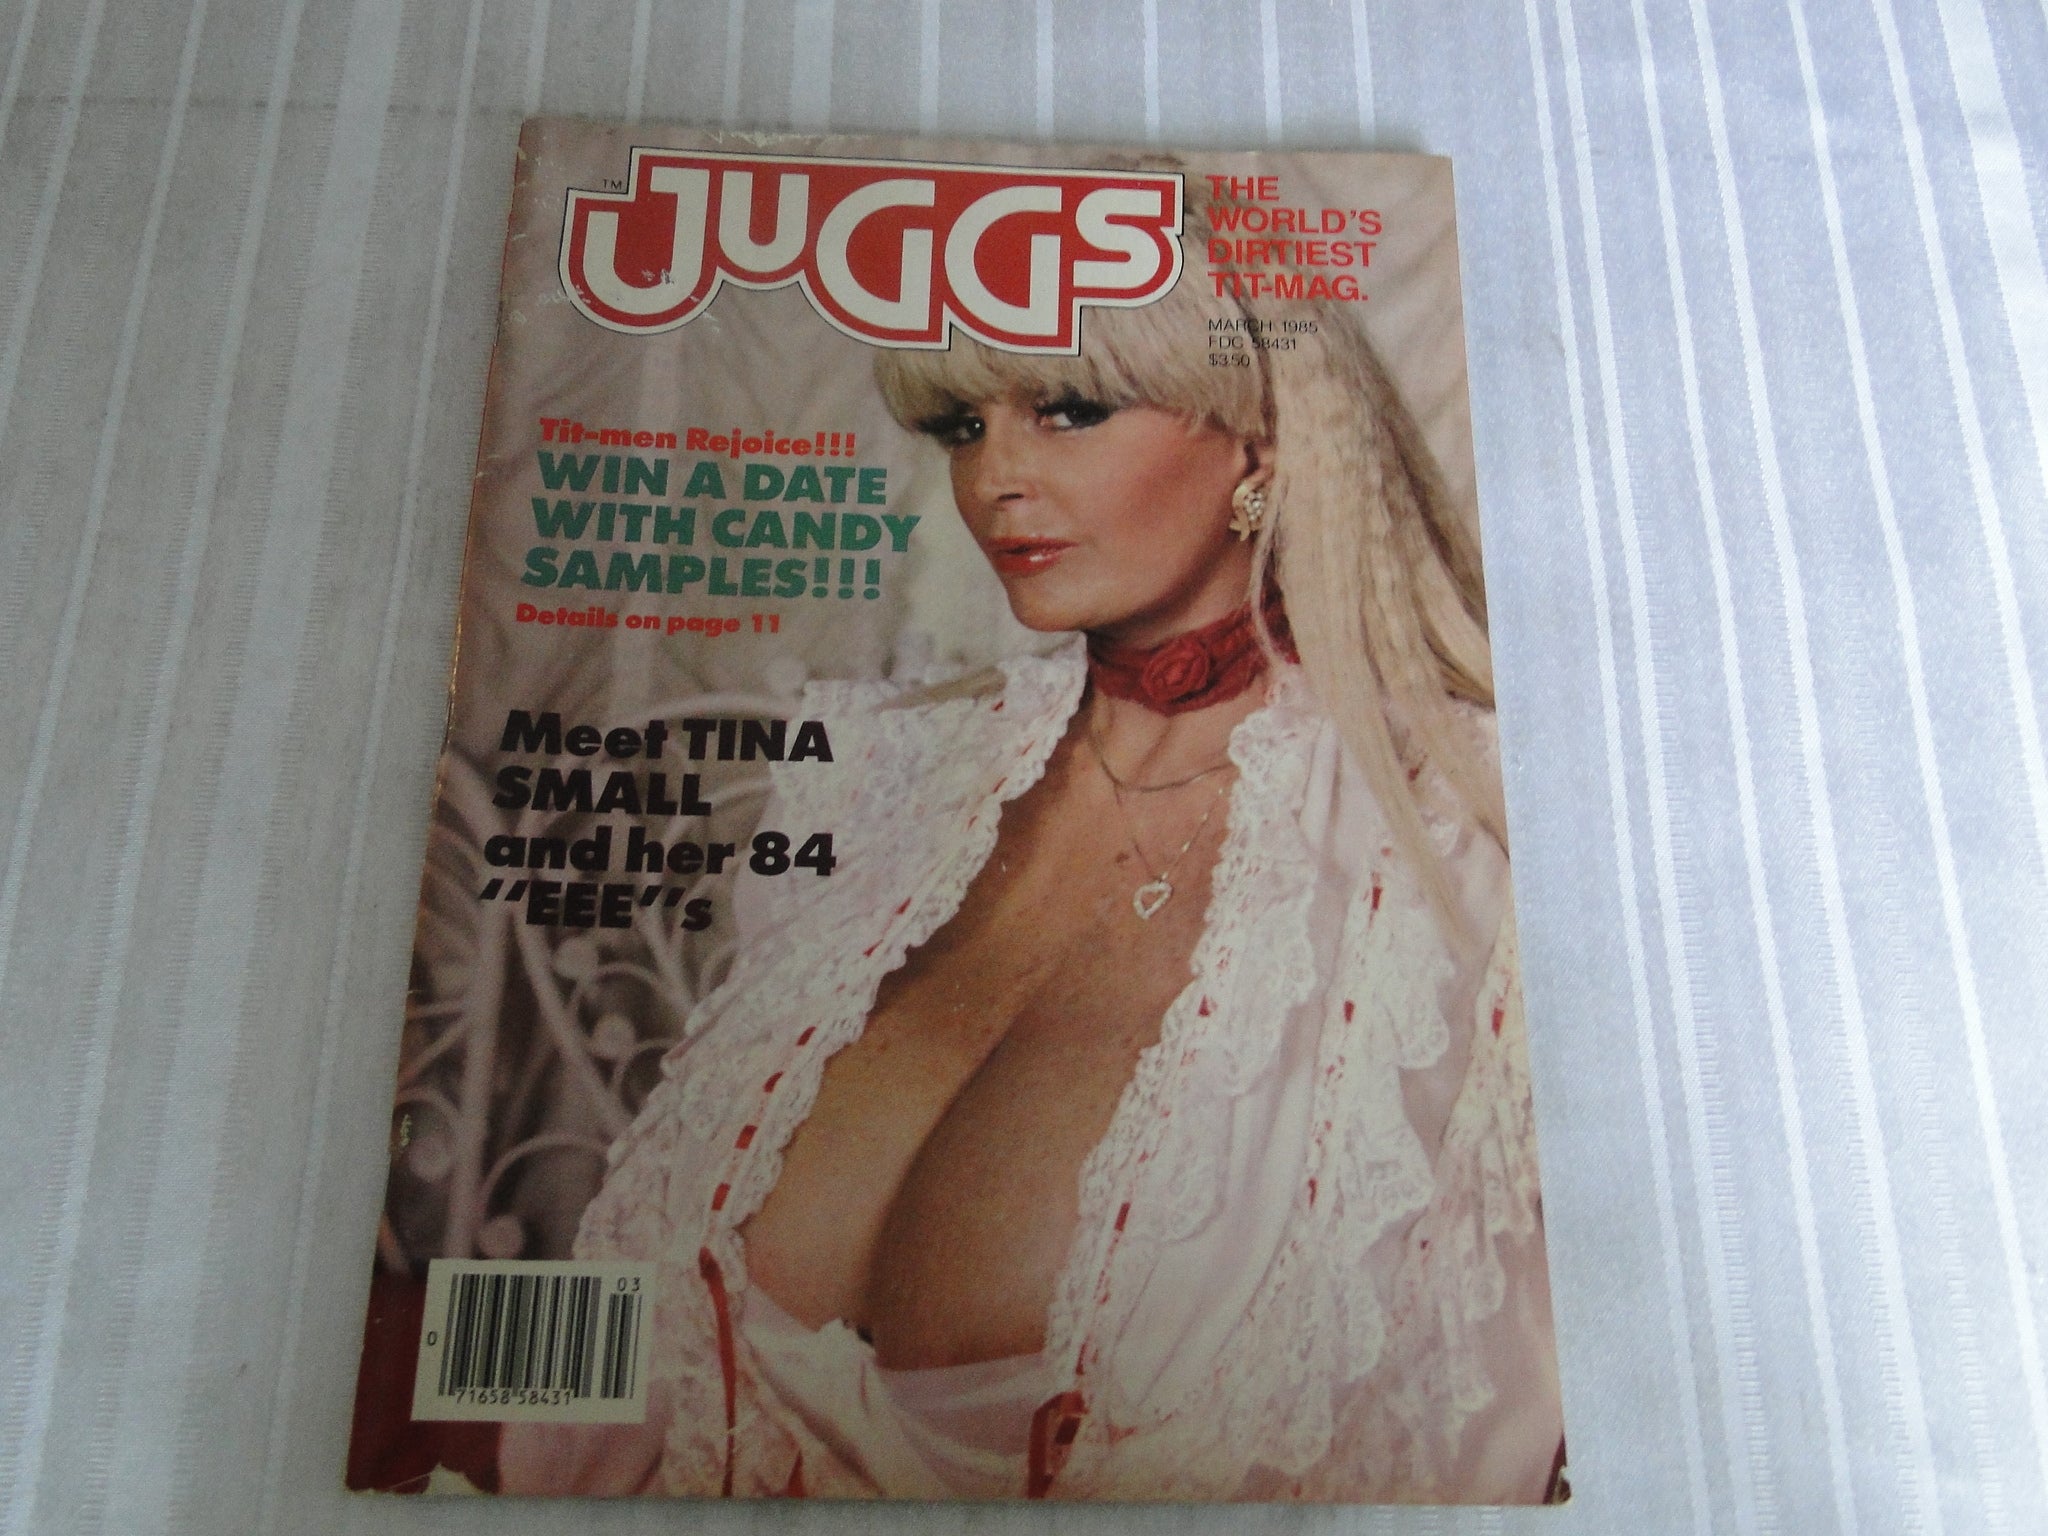 TM
JUGGS
THE
WORLD'S
DIRTIEST
TIT-MAG.
MARCH 1985
FDC 58431
$3.50
Tit-men Rejoice!!!
WIN A DATE
WITH CANDY
SAMPLES!!!
Details on page 11
Meet TINA
SMALL
and her 84
"EEE"s
03
0
71658 58431